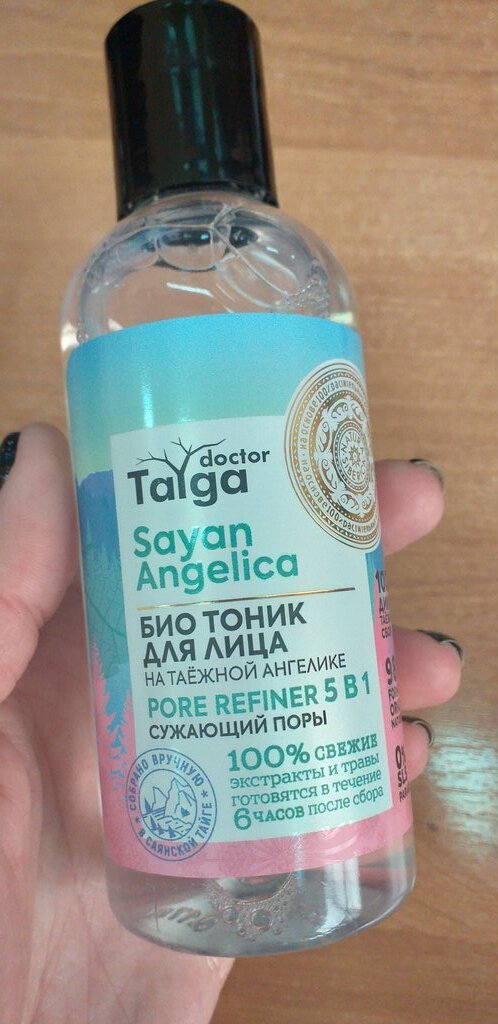 doctor
Taiga
Sayan
Angelica
БИО ТОНИК
ДЛЯ ЛИЦА
НА ТАЁЖНОЙ АНГЕЛИКЕ
PORE REFINER 5 В 1
СУЖАЮЩИЙ ПОРЫ
100% СВЕЖИЕ
экстракты и травы
готовятся в течение
6 ЧАСОВ после сбора
СОБРАНО ВРУЧНУЮ
В САЯНСКОЙ ТАЙГЕ